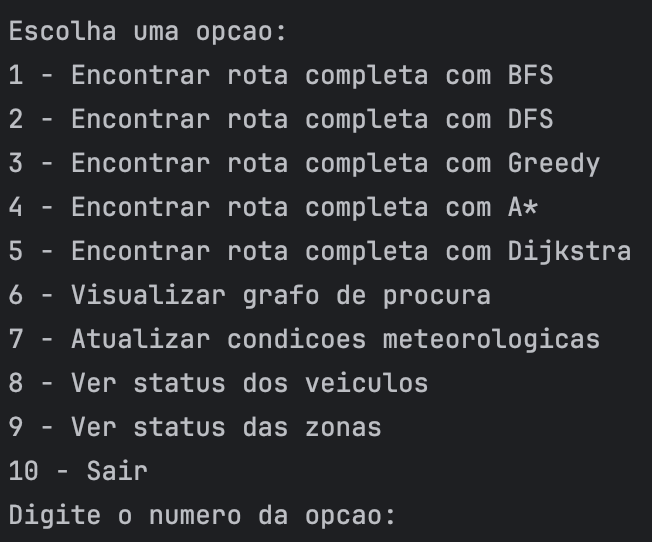 Escolha uma opcao:
1 - Encontrar rota completa com BFS
2 - Encontrar rota completa com DFS
3 - Encontrar rota completa com Greedy
4 - Encontrar rota completa com A*
5 - Encontrar rota completa com Dijkstra
6 - Visualizar grafo de procura
7 - Atualizar condicoes meteorologicas
8 - Ver status dos veiculos
9 - Ver status das zonas
10 - Sair
Digite o numero da opcao: